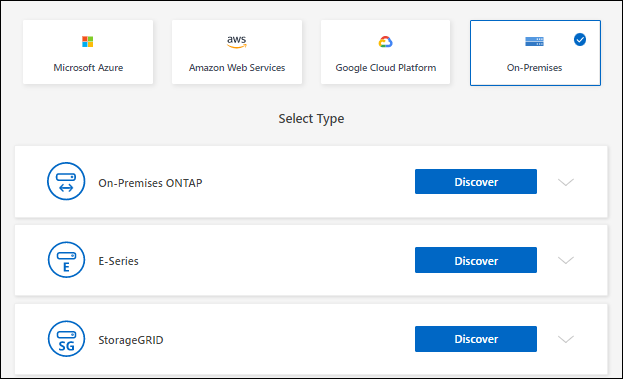 aws
Microsoft Azure
Amazon Web Services
Google Cloud Platform
On-Premises
Select Type
On-Premises ONTAP
Discover
E
E-Series
Discover
SG
StorageGRID
Discover